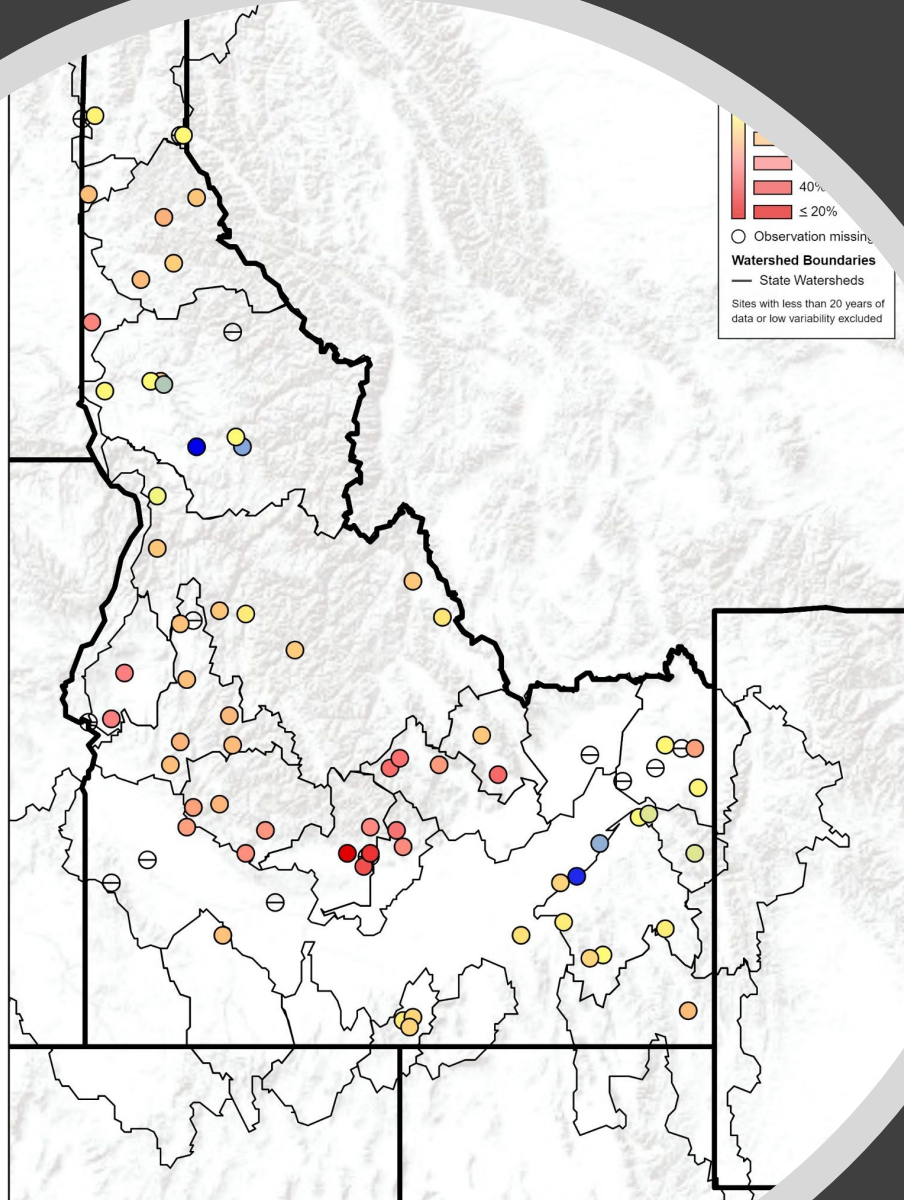 40%
≤ 20%
Observation missing
Watershed Boundaries
State Watersheds
Sites with less than 20 years of
data or low variability excluded